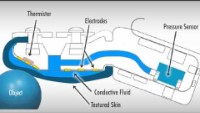 Thermistor
Electrodes
Pressure Sensor
Object
Conductive Fluid
Textured Skin